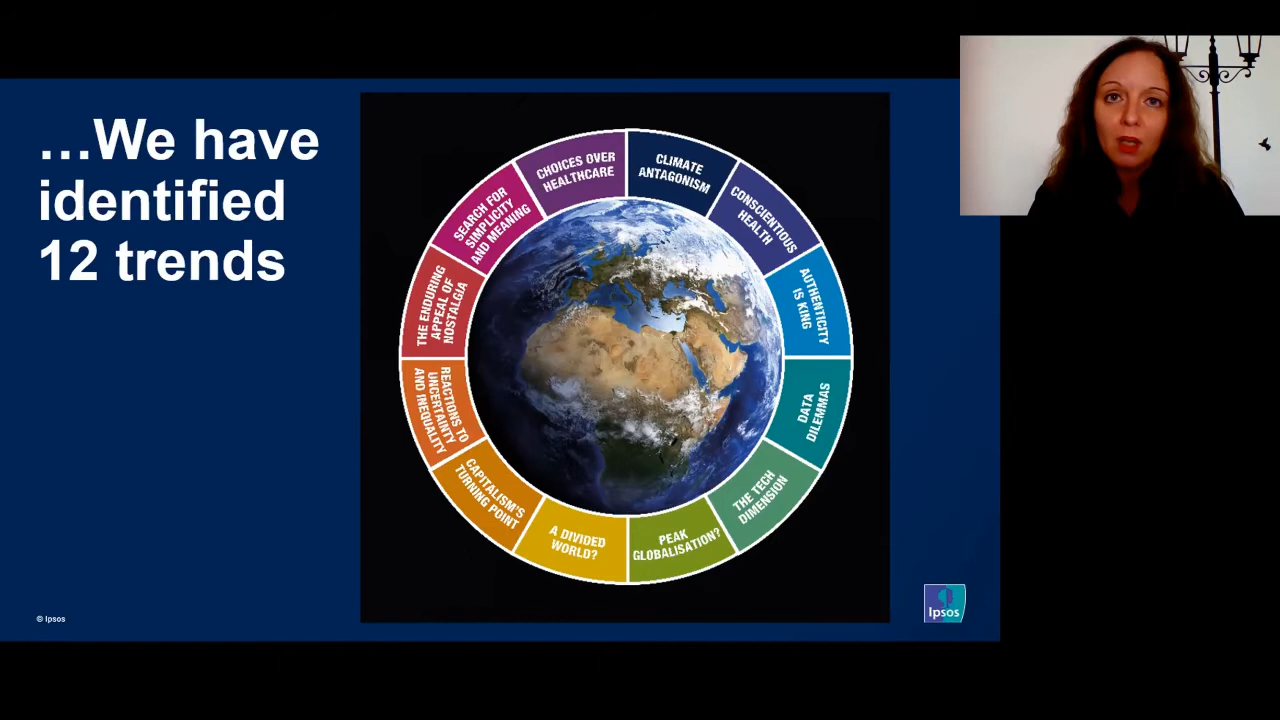 …We have
identified
12 trends
CHOICES OVER
HEALTHCARE
CLIMATE
ANTAGONISM
CONSCIENTIOUS
HEALTH
AUTHENTICITY
IS KING
DATA
DILEMMAS
THE TECH
DIMENSION
PEAK
GLOBALISATION?
A DIVIDED
WORLD?
CAPITALISM'S
TURNING POINT
REACTIONS TO
UNCERTAINTY
AND INEQUALITY
THE ENDURING
APPEAL OF
NOSTALGIA
SEARCH FOR
SIMPLICITY
AND MEANING
© Ipsos
Ipsos